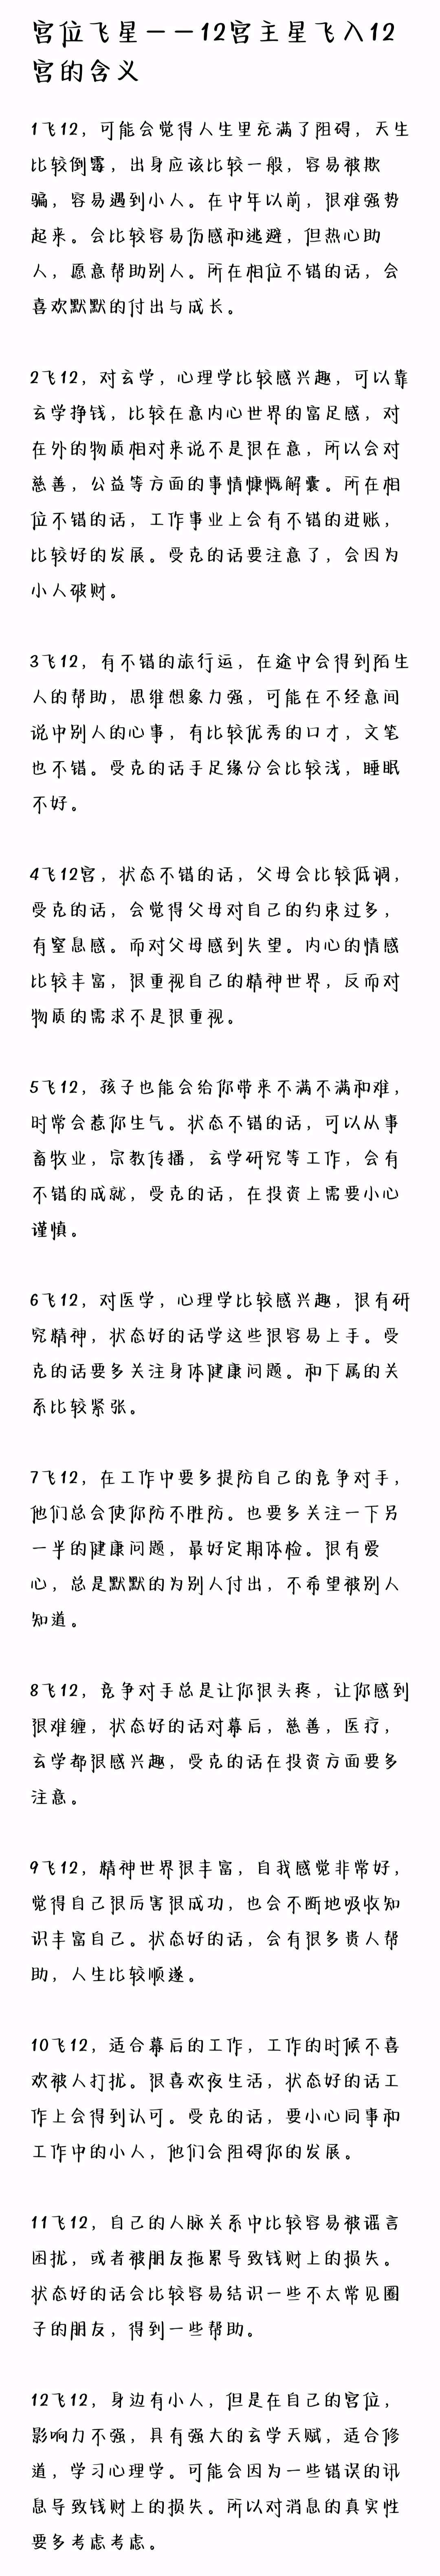 宫位飞星——12宫主星飞入12
宫的含义
1飞12，可能会觉得人生里充满了阻碍，天生
比较倒霉，出身应该比较一般，容易被欺
骗，容易遇到小人。在中年以前，很难强势
起来。会比较容易伤感和逃避，但热心助
人，愿意帮助别人。所在相位不错的话，会
喜欢默默的付出与成长。
2飞12，对玄学，心理学比较感兴趣，可以靠
玄学挣钱，比较在意内心世界的富足感，对
在外的物质相对来说不是很在意，所以会对
慈善，公益等方面的事情慷慨解囊。所在相
位不错的话，工作事业上会有不错的进账，
比较好的发展。受克的话要注意了，会因为
小人破财。
3飞12，有不错的旅行运，在途中会得到陌生
人的帮助，思维想象力强，可能在不经意间
说中别人的心事，有比较优秀的口才，文笔
也不错。受克的话手足缘分会比较浅，睡眠
不好。
4飞12宫，状态不错的话，父母会比较低调，
受克的话，会觉得父母对自己的约束过多，
有窒息感。而对父母感到失望。内心的情感
比较丰富，很重视自己的精神世界，反而对
物质的需求不是很重视。
5飞12，孩子也能会给你带来不满不满和难，
时常会惹你生气。状态不错的话，可以从事
畜牧业，宗教传播，玄学研究等工作，会有
不错的成就，受克的话，在投资上需要小心
谨慎。
6飞12，对医学，心理学比较感兴趣，很有研
究精神，状态好的话学这些很容易上手。受
克的话要多关注身体健康问题。和下属的关
系比较紧张。
7飞12，在工作中要多提防自己的竞争对手，
他们总会使你防不胜防。也要多关注一下另
一半的健康问题，最好定期体检。很有爱
心，总是默默的为别人付出，不希望被别人
知道。
8飞12，竞争对手总是让你很头疼，让你感到
很难缠，状态好的话对幕后，慈善，医疗，
玄学都很感兴趣，受克的话在投资方面要多
注意。
9飞12，精神世界很丰富，自我感觉非常好，
觉得自己很厉害很成功，也会不断地吸收知
识丰富自己。状态好的话，会有很多贵人帮
助，人生比较顺遂。
10飞12，适合幕后的工作，工作的时候不喜
欢被人打扰。很喜欢夜生活，状态好的话工
作上会得到认可。受克的话，要小心同事和
工作中的小人，他们会阻碍你的发展。
11飞12，自己的人脉关系中比较容易被谣言
困扰，或者被朋友拖累导致钱财上的损失。
状态好的话会比较容易结识一些不太常见圈
子的朋友，得到一些帮助。
12飞12，身边有小人，但是在自己的宫位，
影响力不强，具有强大的玄学天赋，适合修
道，学习心理学。可能会因为一些错误的讯
息导致钱财上的损失。所以对消息的真实性
要多考虑考虑。